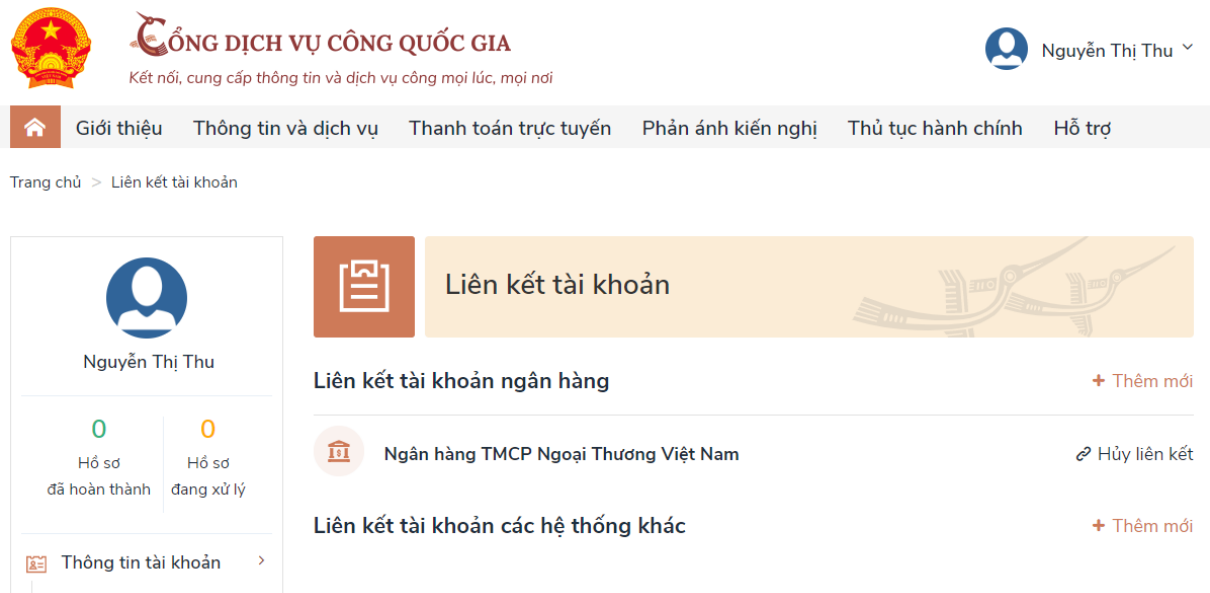 CỔNG DỊCH VỤ CÔNG QUỐC GIA
Kết nối, cung cấp thông tin và dịch vụ công mọi lúc, mọi nơi
Nguyễn Thị Thu
Giới thiệu Thông tin và dịch vụ Thanh toán trực tuyến Phản ánh kiến nghị Thủ tục hành chính Hỗ trợ
Trang chủ > Liên kết tài khoản
Nguyễn Thị Thu
0 0
Hồ sơ Hồ sơ
đã hoàn thành đang xử lý
Thông tin tài khoản >
Liên kết tài khoản
Liên kết tài khoản ngân hàng + Thêm mới
Ngân hàng TMCP Ngoại Thương Việt Nam Hủy liên kết
Liên kết tài khoản các hệ thống khác + Thêm mới